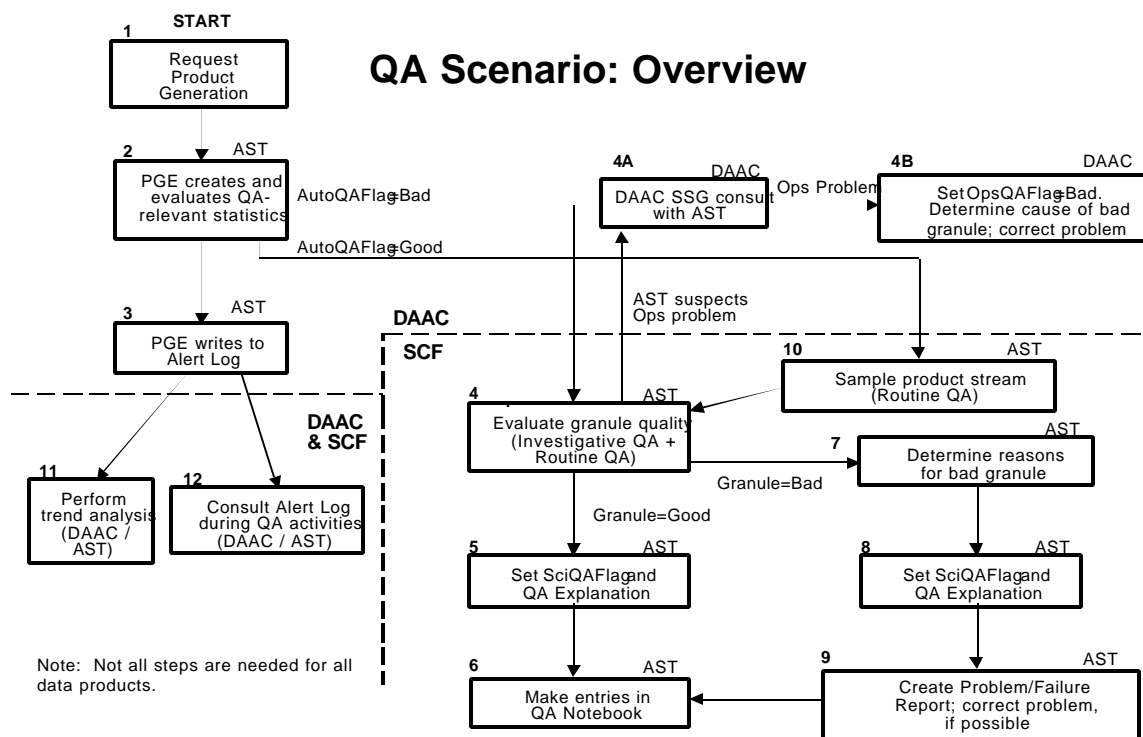 START
QA Scenario: Overview
1
Request
Product
Generation
2
AST
PGE creates and
evaluates QA-
relevant statistics
AutoQAFlag=Bad
AutoQAFlag=Good
4A
DAAC
DAAC SSG consult
with AST
Ops Problem
4B
DAAC
Set OpsQAFlag=Bad.
Determine cause of bad
granule; correct problem
3
AST
PGE writes to
Alert Log
AST suspects
Ops problem
DAAC
SCF
10
AST
Sample product stream
(Routine QA)
4
AST
Evaluate granule quality
(Investigative QA +
Routine QA)
DAAC
& SCF
7
AST
Determine reasons
for bad granule
Granule=Bad
11
Perform
trend analysis
(DAAC /
AST)
12
Consult Alert Log
during QA activities
(DAAC / AST)
Granule=Good
5
AST
Set SciQAFlag and
QA Explanation
8
AST
Set SciQAFlag and
QA Explanation
Note: Not all steps are needed for all
data products.
6
AST
Make entries in
QA Notebook
9
AST
Create Problem/Failure
Report; correct problem,
if possible